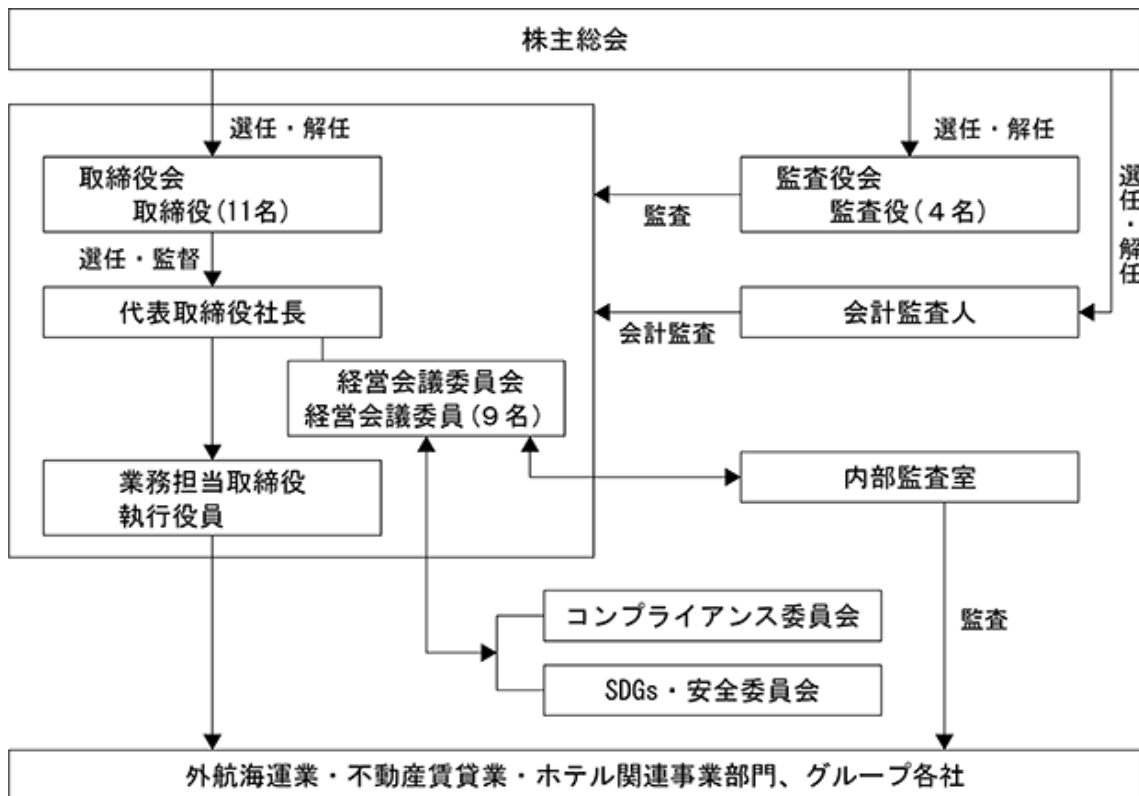 株主総会
選任・解任
選任・解任
選任・解任
取締役会
取締役(11名)
監査役会
監査役(4名)
監査
選任・監督
代表取締役社長
会計監査人
会計監査
経営会議委員会
経営会議委員(9名)
業務担当取締役
執行役員
内部監査室
コンプライアンス委員会
監査
SDGs・安全委員会
外航海運業・不動産賃貸業・ホテル関連事業部門、グループ各社